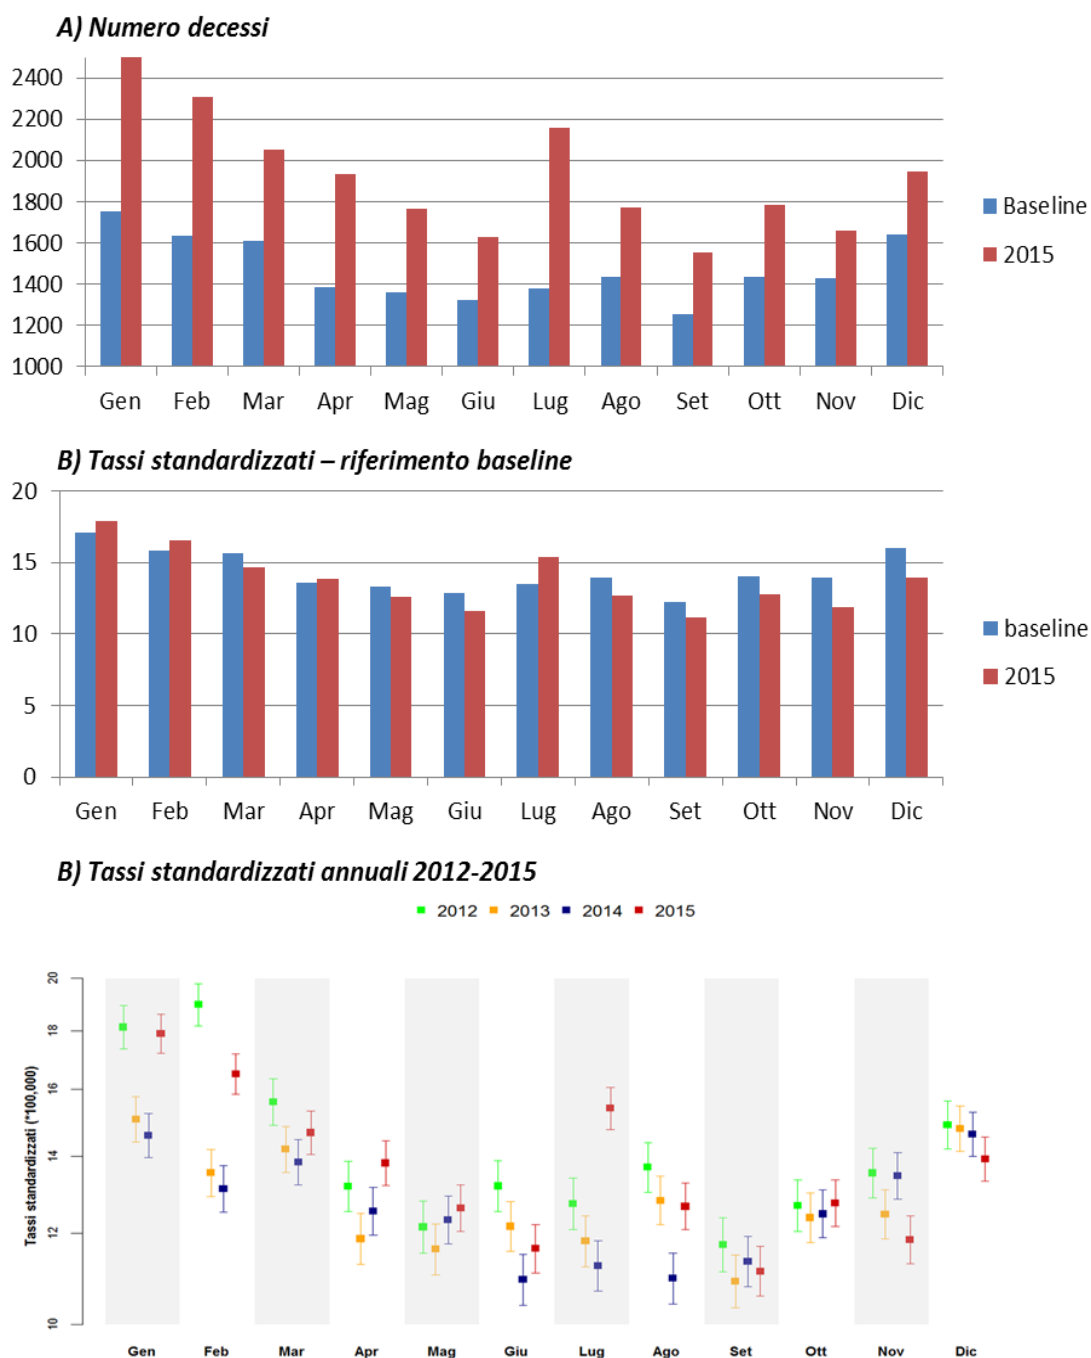 A) Numero decessi
2400
2200
2000
1800
1600
1400
1200
1000
Gen Feb Mar Apr Mag Giu Lug Ago Set Ott Nov Dic
Baseline
2015
B) Tassi standardizzati – riferimento baseline
20
15
10
5
0
Gen Feb Mar Apr Mag Giu Lug Ago Set Ott Nov Dic
baseline
2015
B) Tassi standardizzati annuali 2012-2015
2012 2013 2014 2015
Tassi standardizzati (*100,000)
20
18
16
14
12
10
Gen Feb Mar Apr Mag Giu Lug Ago Set Ott Nov Dic